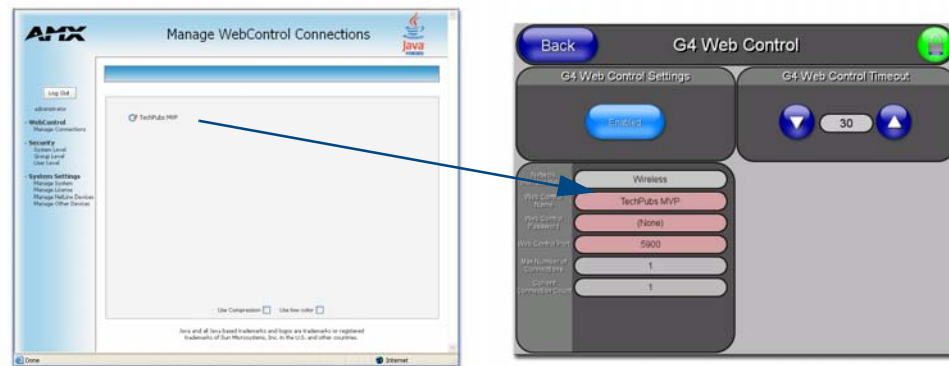 AMX
Manage WebControl Connections
Java
Log Out
administrator
- WebControl
Manage Connections
- Security
System Level
Group Level
User Level
- System Settings
Manage System
Manage License
Manage NetLinx Devices
Manage Other Devices
TechPubs MVP
Use Compression
Use low color
Java and all Java based trademarks and logos are trademarks or registered
trademarks of Sun Microsystems, Inc. in the U.S. and other countries.
Done
Internet
Back
G4 Web Control
G4 Web Control Settings
Enabled
G4 Web Control Timeout
30
Network
Wireless
Web Control
Name
TechPubs MVP
Web Control
Password
(None)
Web Control Port
5900
Max Number of
Connections
1
Current
Connection Count
1